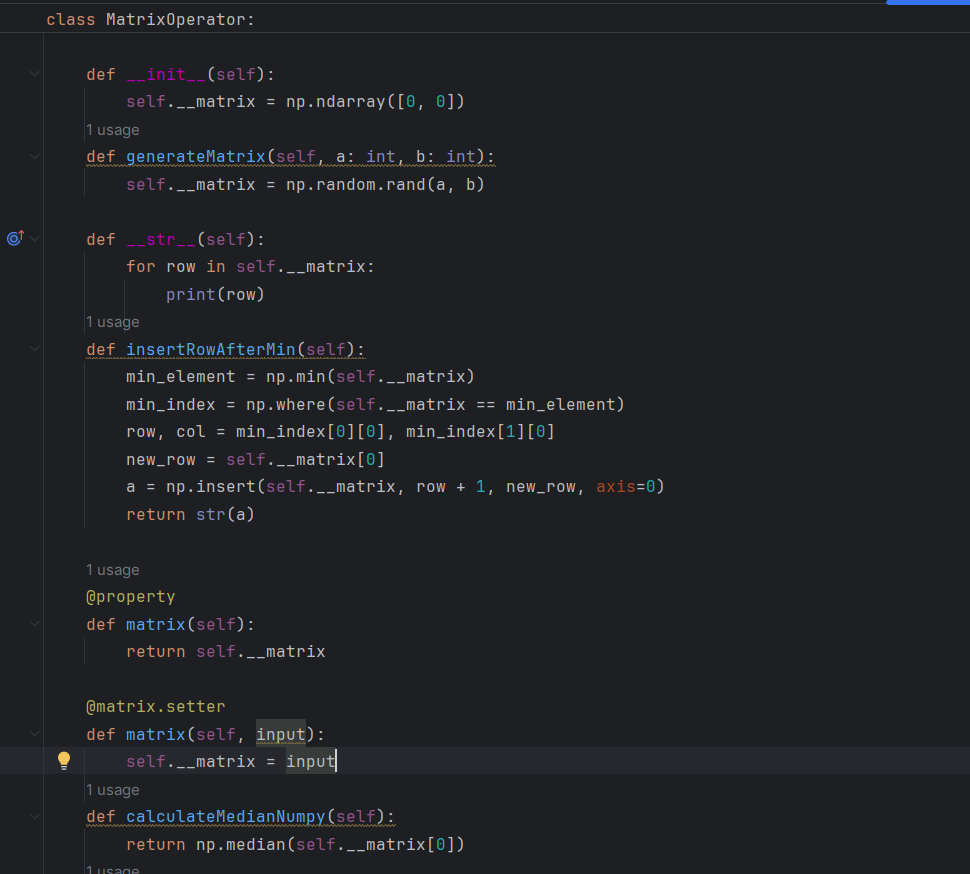 class MatrixOperator:
def __init__(self):
self.__matrix = np.ndarray([0, 0])
1 usage
def generateMatrix(self, a: int, b: int):
self.__matrix = np.random.rand(a, b)
def __str__(self):
for row in self.__matrix:
print(row)
1 usage
def insertRowAfterMin(self):
min_element = np.min(self.__matrix)
min_index = np.where(self.__matrix == min_element)
row, col = min_index[0][0], min_index[1][0]
new_row = self.__matrix[0]
a = np.insert(self.__matrix, row + 1, new_row, axis=0)
return str(a)
1 usage
@property
def matrix(self):
return self.__matrix
@matrix.setter
def matrix(self, input):
self.__matrix = input
1 usage
def calculateMedianNumpy(self):
return np.median(self.__matrix[0])
1 usage